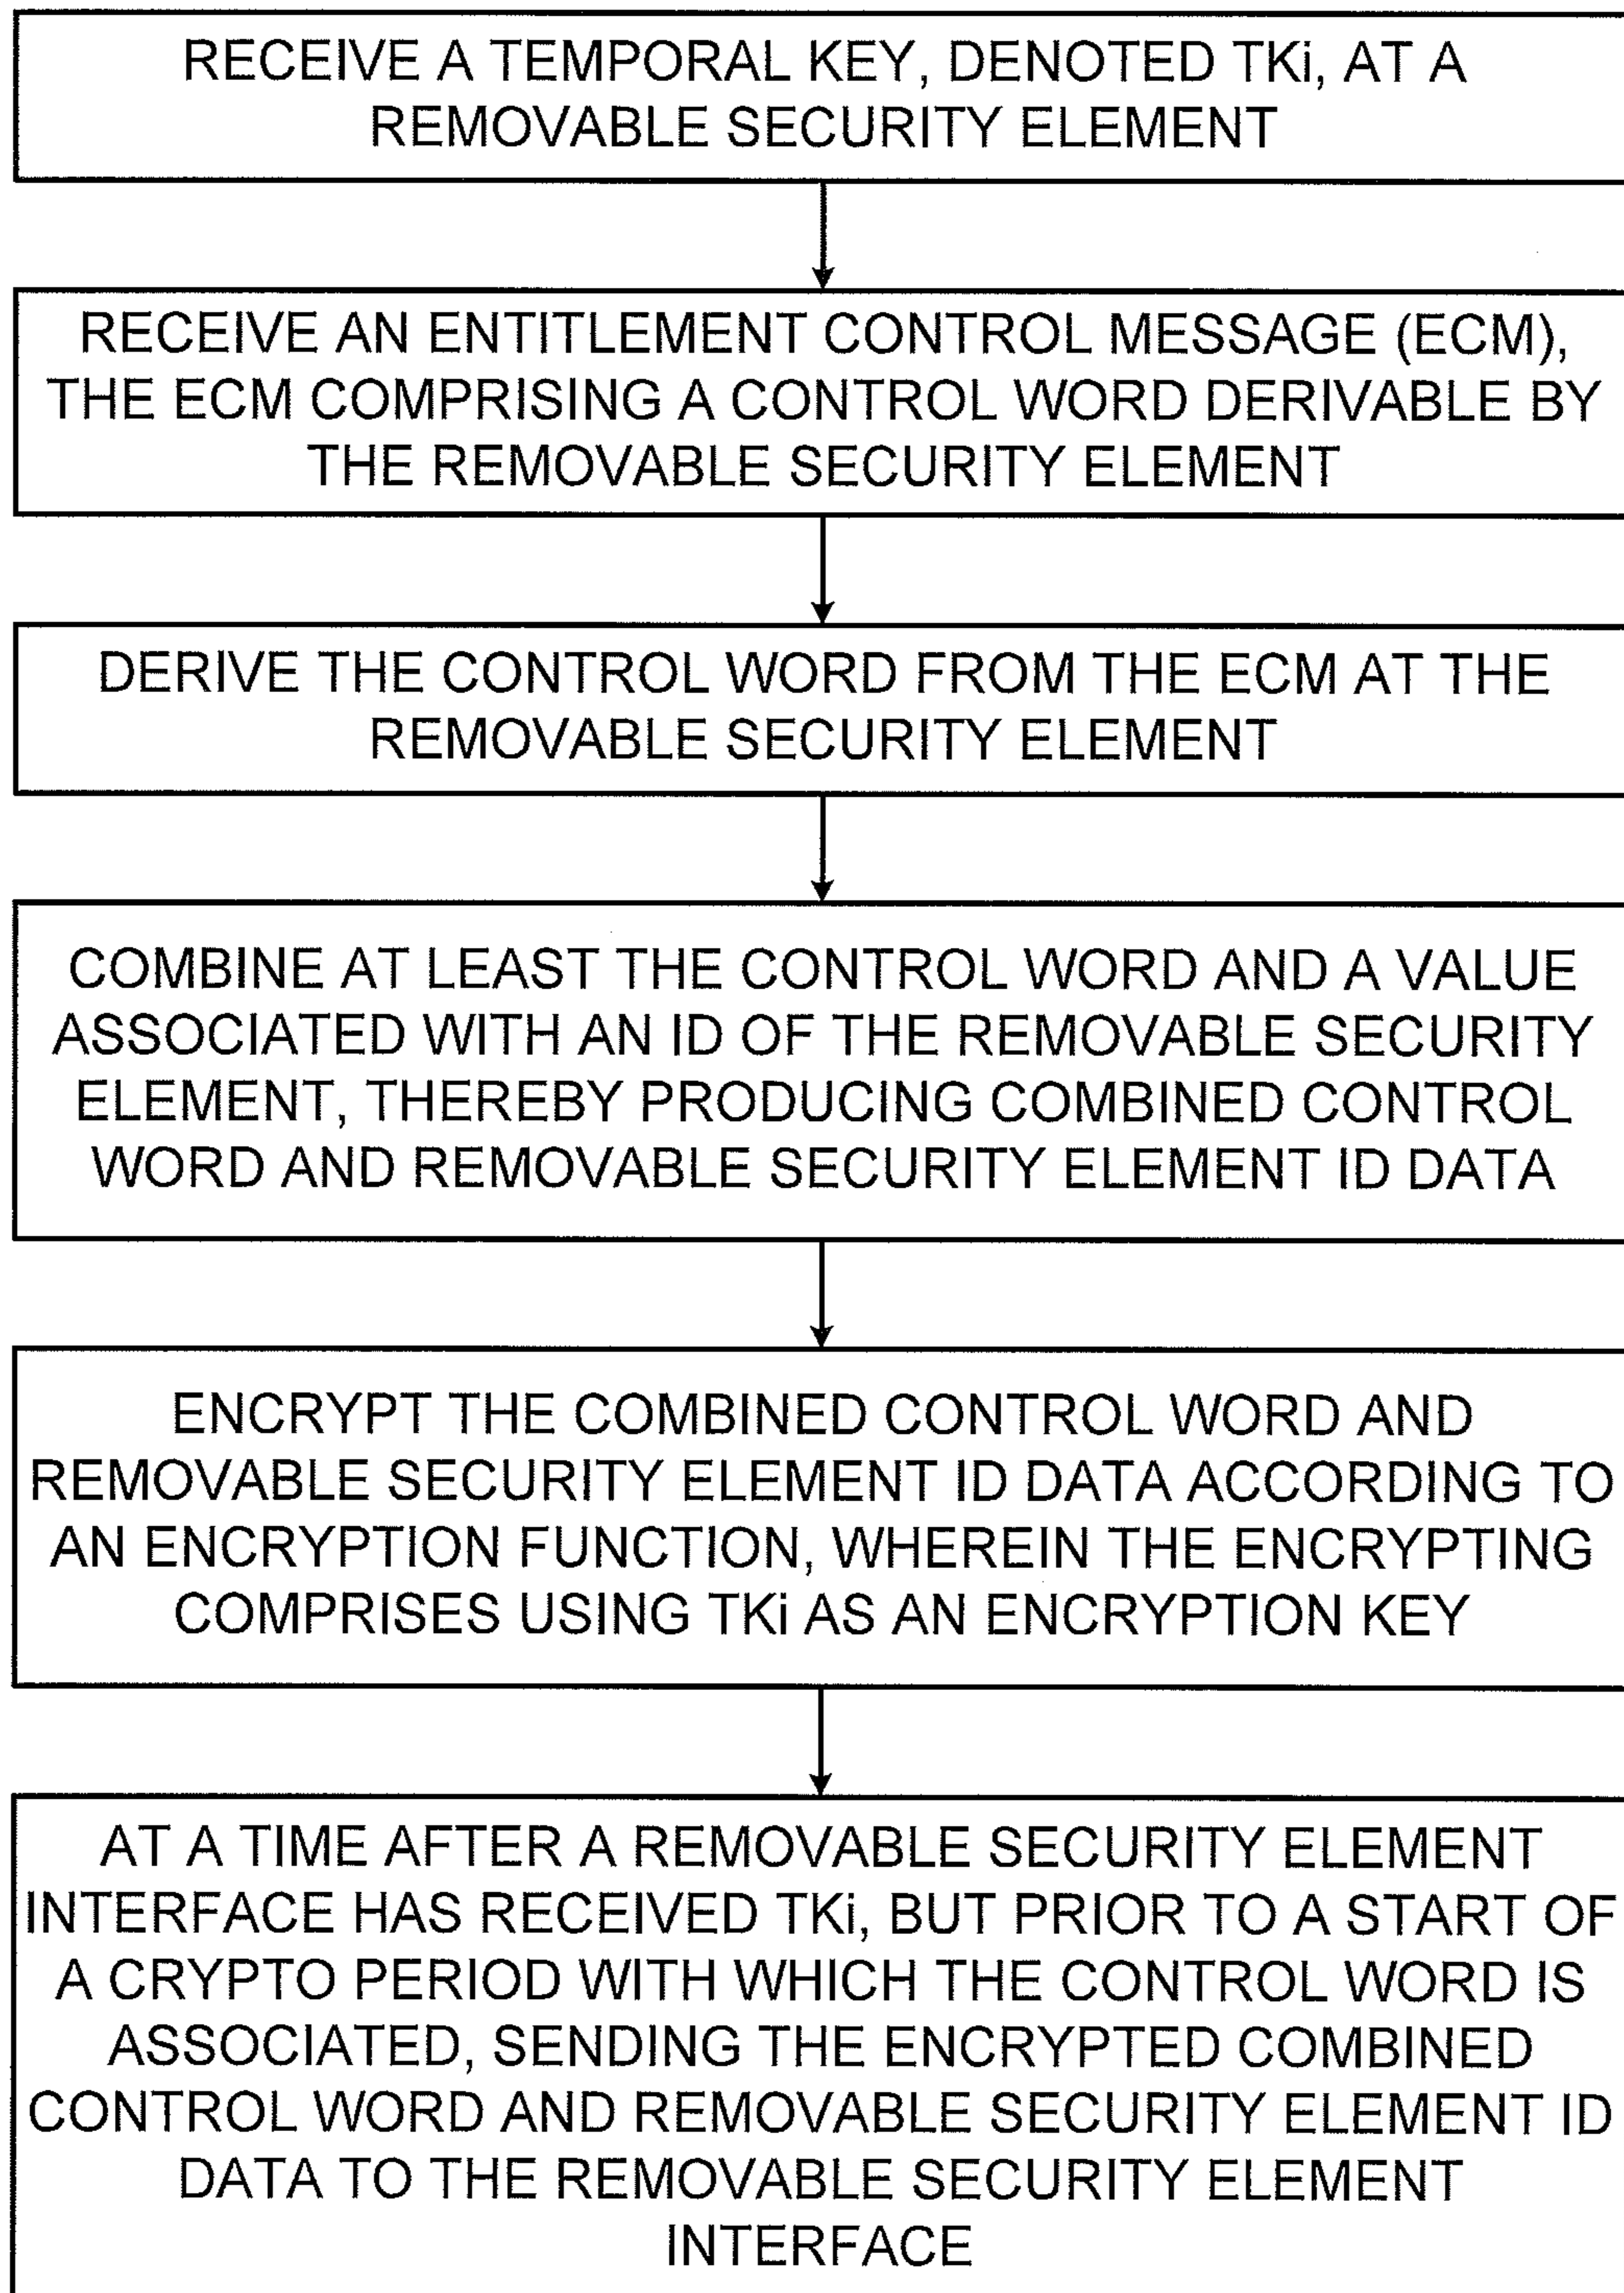 RECEIVE A TEMPORAL KEY, DENOTED TKi, AT A
REMOVABLE SECURITY ELEMENT
RECEIVE AN ENTITLEMENT CONTROL MESSAGE (ECM),
THE ECM COMPRISING A CONTROL WORD DERIVABLE BY
THE REMOVABLE SECURITY ELEMENT
DERIVE THE CONTROL WORD FROM THE ECM AT THE
REMOVABLE SECURITY ELEMENT
COMBINE AT LEAST THE CONTROL WORD AND A VALUE
ASSOCIATED WITH AN ID OF THE REMOVABLE SECURITY
ELEMENT, THEREBY PRODUCING COMBINED CONTROL
WORD AND REMOVABLE SECURITY ELEMENT ID DATA
ENCRYPT THE COMBINED CONTROL WORD AND
REMOVABLE SECURITY ELEMENT ID DATA ACCORDING TO
AN ENCRYPTION FUNCTION, WHEREIN THE ENCRYPTING
COMPRISES USING TKi AS AN ENCRYPTION KEY
AT A TIME AFTER A REMOVABLE SECURITY ELEMENT
INTERFACE HAS RECEIVED TKi, BUT PRIOR TO A START OF
A CRYPTO PERIOD WITH WHICH THE CONTROL WORD IS
ASSOCIATED, SENDING THE ENCRYPTED COMBINED
CONTROL WORD AND REMOVABLE SECURITY ELEMENT ID
DATA TO THE REMOVABLE SECURITY ELEMENT
INTERFACE